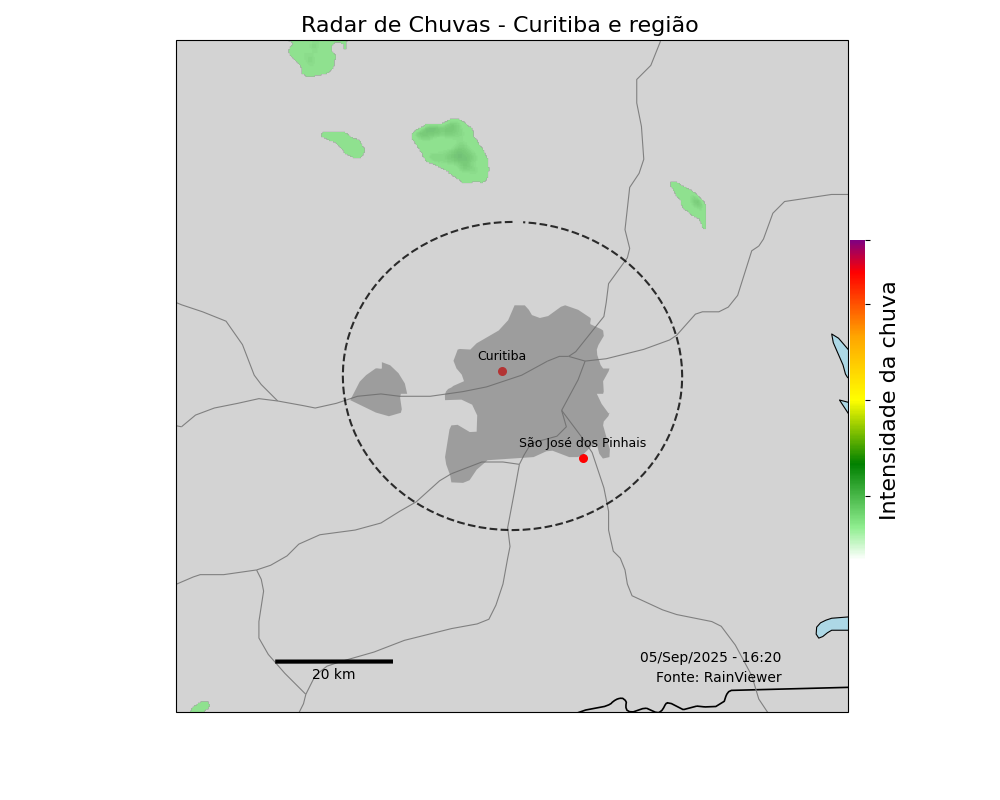 Radar de Chuvas - Curitiba e região
Curitiba
São José dos Pinhais
Intensidade da chuva
05/Sep/2025 - 16:20
Fonte: RainViewer
20 km